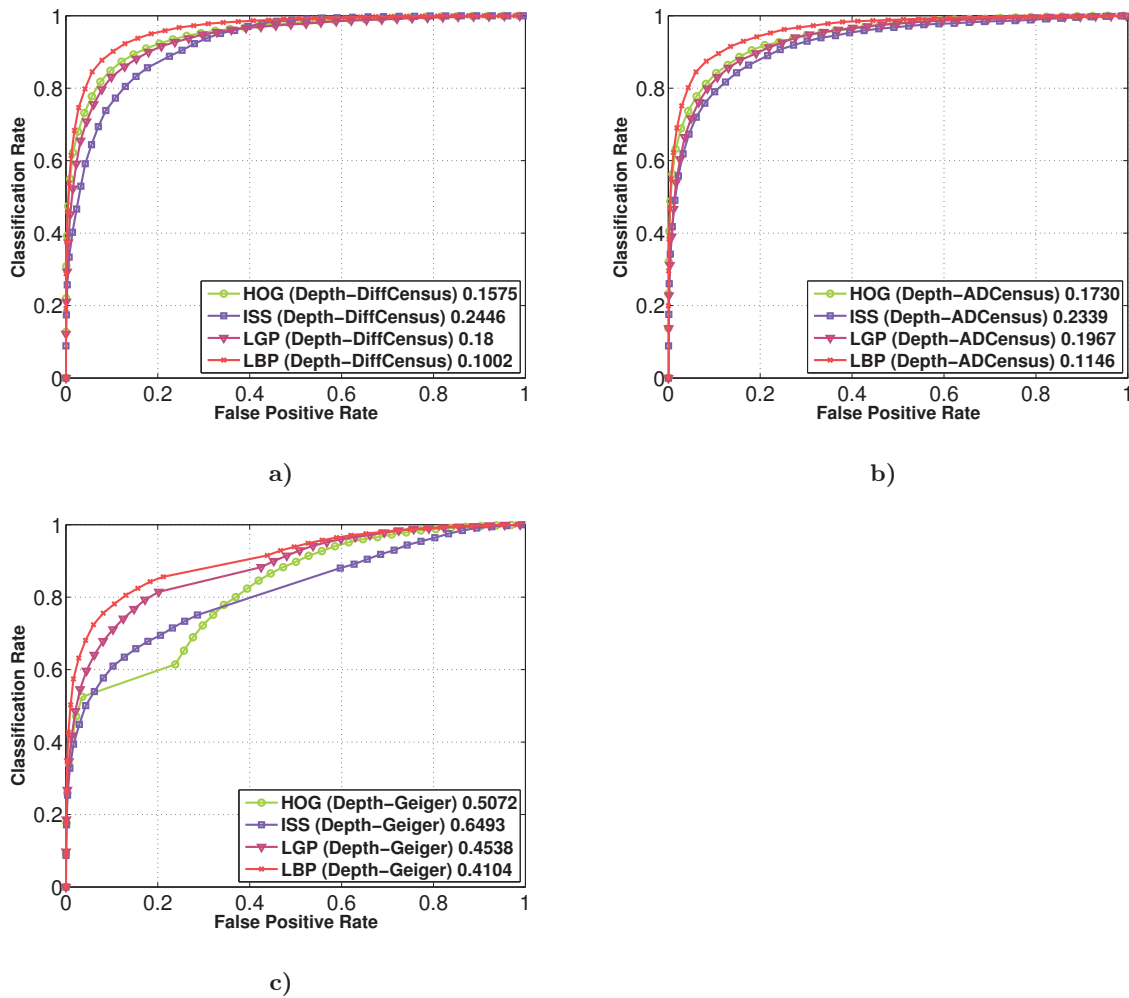 1
0.8
0.6
0.4
0.2
0
Classification Rate
HOG (Depth−DiffCensus) 0.1575
ISS (Depth−DiffCensus) 0.2446
LGP (Depth−DiffCensus) 0.18
LBP (Depth−DiffCensus) 0.1002
0 0.2 0.4 0.6 0.8 1
False Positive Rate
a)
1
0.8
0.6
0.4
0.2
0
Classification Rate
HOG (Depth−ADCensus) 0.1730
ISS (Depth−ADCensus) 0.2339
LGP (Depth−ADCensus) 0.1967
LBP (Depth−ADCensus) 0.1146
0 0.2 0.4 0.6 0.8 1
False Positive Rate
b)
1
0.8
0.6
0.4
0.2
0
Classification Rate
HOG (Depth−Geiger) 0.5072
ISS (Depth−Geiger) 0.6493
LGP (Depth−Geiger) 0.4538
LBP (Depth−Geiger) 0.4104
0 0.2 0.4 0.6 0.8 1
False Positive Rate
c)